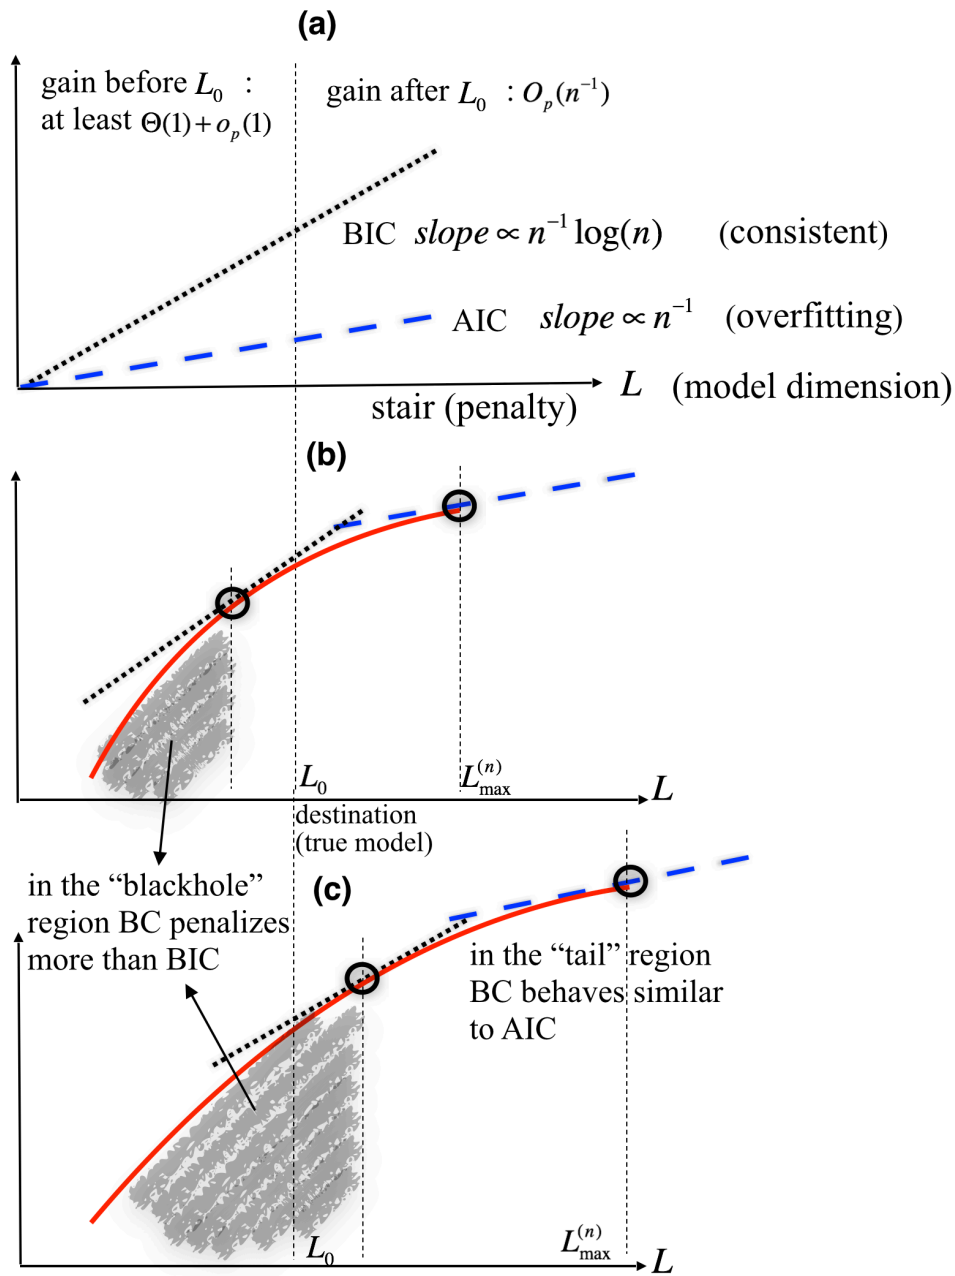 (a)
gain before L₀ :
at least Θ(1)+oₚ(1)
gain after L₀ : Oₚ(n⁻¹)
BIC slope ∝ n⁻¹ log(n) (consistent)
AIC slope ∝ n⁻¹ (overfitting)
L (model dimension)
stair (penalty)
(b)
L₀
L_max^(n)
L
destination
(true model)
in the “blackhole”
region BC penalizes
more than BIC
(c)
in the “tail” region
BC behaves similar
to AIC
L₀
L_max^(n)
L